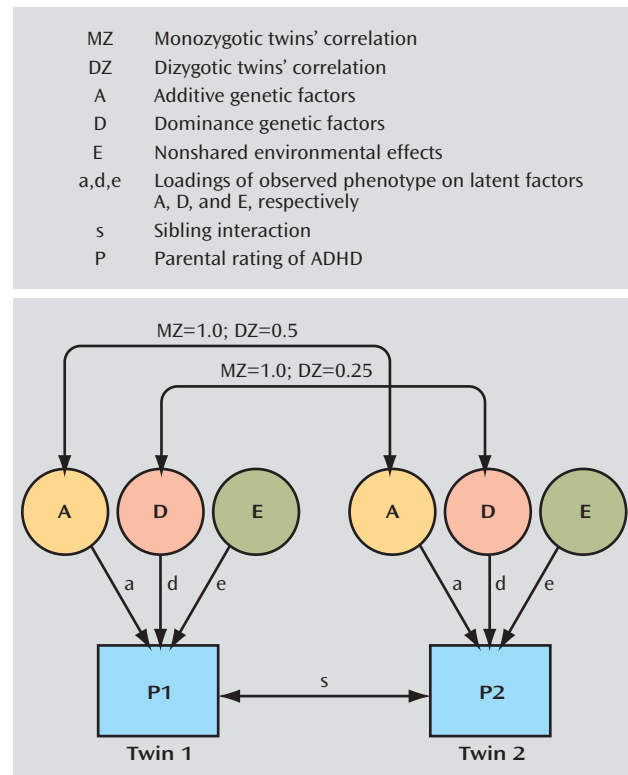 MZ Monozygotic twins' correlation
DZ Dizygotic twins' correlation
A Additive genetic factors
D Dominance genetic factors
E Nonshared environmental effects
a,d,e Loadings of observed phenotype on latent factors
A, D, and E, respectively
s Sibling interaction
P Parental rating of ADHD
MZ=1.0; DZ=0.5
MZ=1.0; DZ=0.25
A D E A D E
a d e a d e
P1 s P2
Twin 1 Twin 2